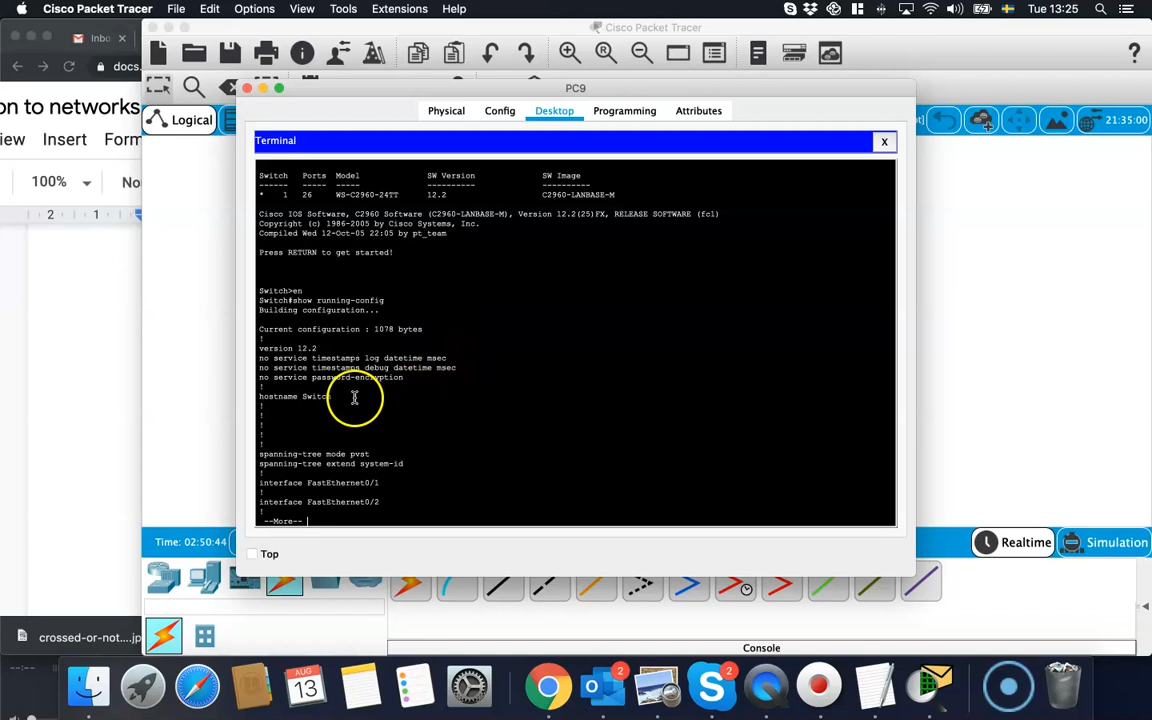 Cisco Packet Tracer File Edit Options View Tools Extensions Help Tue 13:25
Cisco Packet Tracer
Inbo
docs.
on to networks
iew Insert Form
100% No
2 1
Logical
21:35:00
PC9
Physical Config Desktop Programming Attributes
Terminal
X
Switch Ports Model SW Version SW Image
------ ----- ----- ---------- ----------
* 1 26 WS-C2960-24TT 12.2 C2960-LANBASE-M
Cisco IOS Software, C2960 Software (C2960-LANBASE-M), Version 12.2(25)FX, RELEASE SOFTWARE (fc1)
Copyright (c) 1986-2005 by Cisco Systems, Inc.
Compiled Wed 12-Oct-05 22:05 by pt_team
Press RETURN to get started!
Switch>en
Switch#show running-config
Building configuration...
Current configuration : 1078 bytes
!
version 12.2
no service timestamps log datetime msec
no service timestamps debug datetime msec
no service password-encryption
!
hostname Switch
!
!
!
!
!
spanning-tree mode pvst
spanning-tree extend system-id
!
interface FastEthernet0/1
!
interface FastEthernet0/2
!
--More--
Top
Time: 02:50:44
Realtime
Simulation
crossed-or-not....jp
Console
AUG
13
2
2